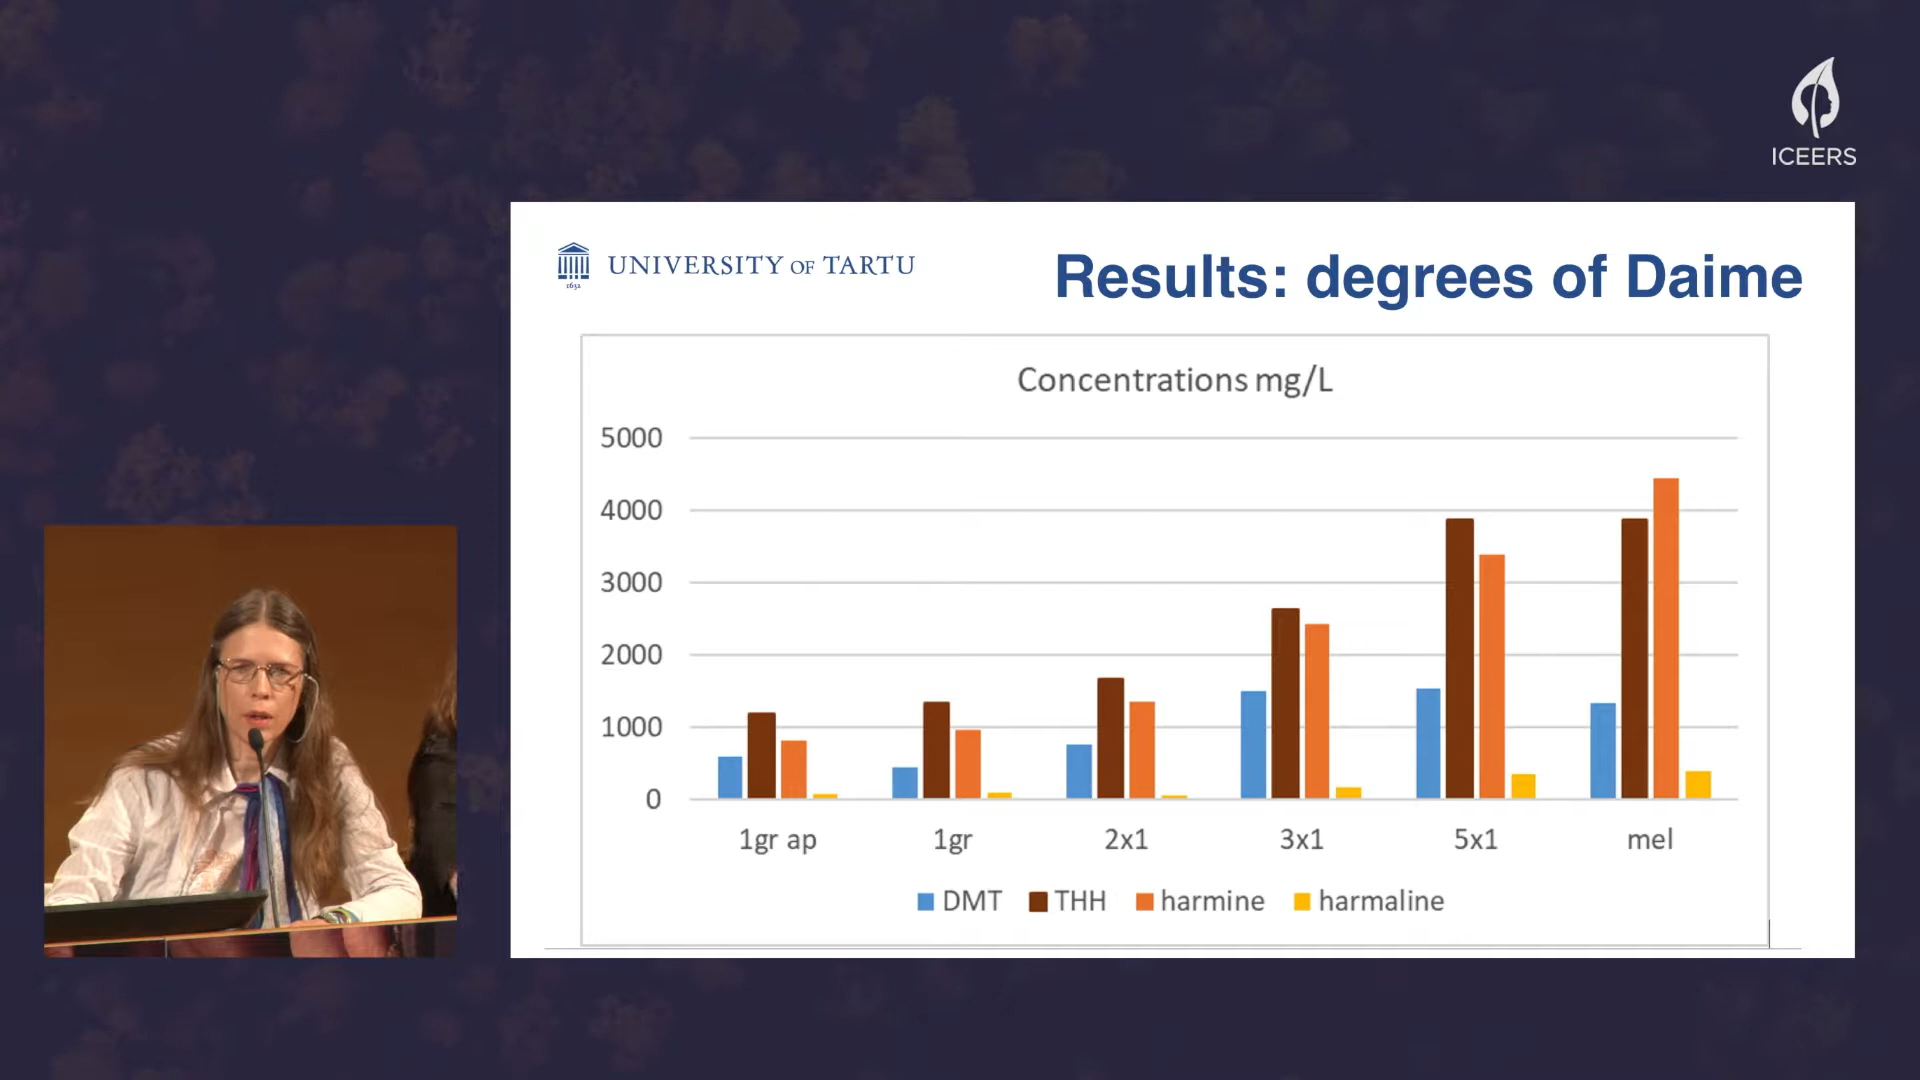 ICEERS
UNIVERSITY OF TARTU
1632
Results: degrees of Daime
Concentrations mg/L
5000
4000
3000
2000
1000
0
1gr ap 1gr 2x1 3x1 5x1 mel
DMT THH harmine harmaline